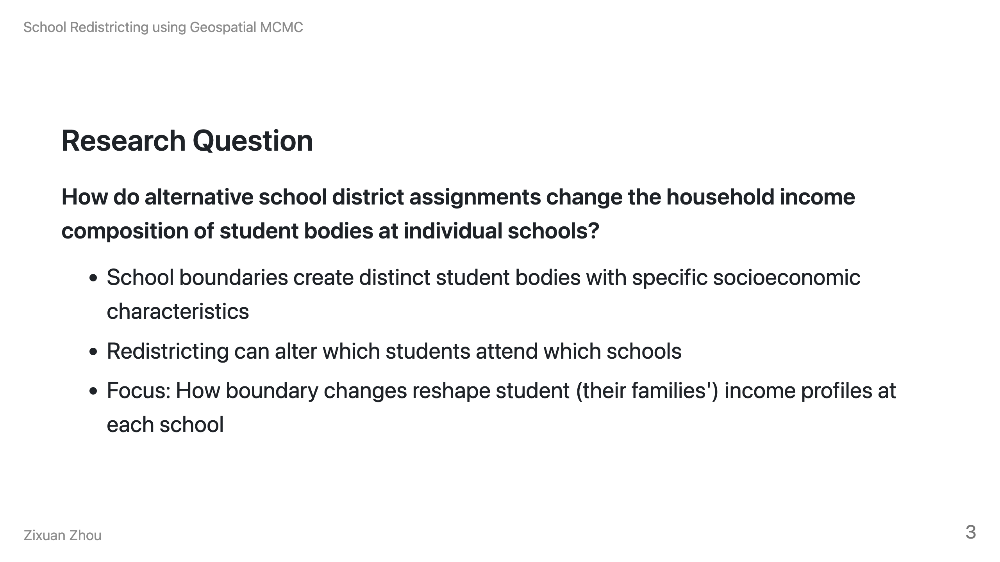 School Redistricting using Geospatial MCMC
Research Question
How do alternative school district assignments change the household income
composition of student bodies at individual schools?
• School boundaries create distinct student bodies with specific socioeconomic
characteristics
• Redistricting can alter which students attend which schools
• Focus: How boundary changes reshape student (their families') income profiles at
each school
Zixuan Zhou
3